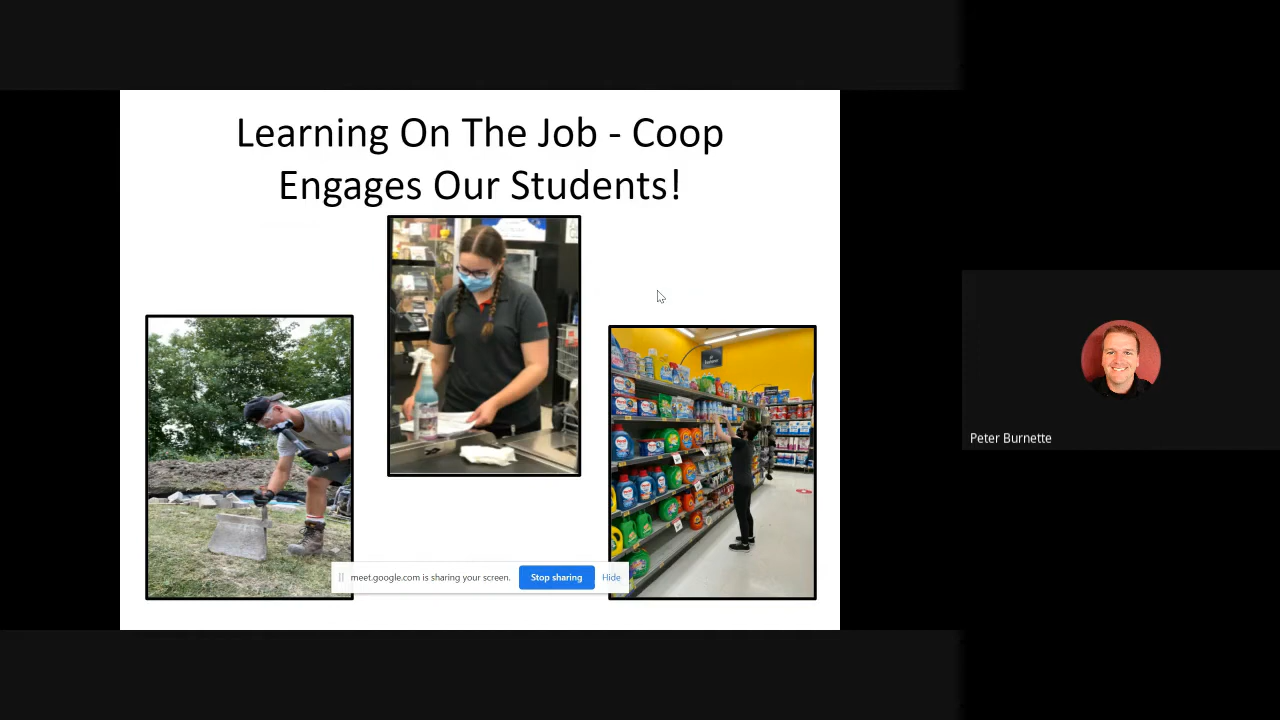 Learning On The Job - Coop
Engages Our Students!
meet.google.com is sharing your screen.
Stop sharing
Hide
Peter Burnette